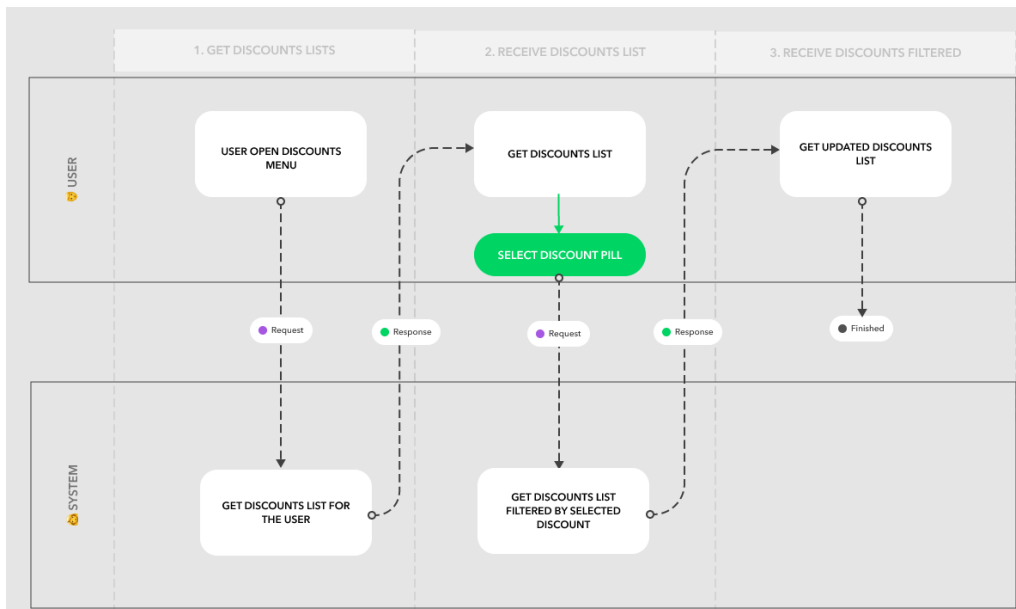 1. GET DISCOUNTS LISTS
2. RECEIVE DISCOUNTS LIST
3. RECEIVE DISCOUNTS FILTERED
USER
USER OPEN DISCOUNTS
MENU
GET DISCOUNTS LIST
GET UPDATED DISCOUNTS
LIST
SELECT DISCOUNT PILL
Request
Response
Request
Response
Finished
SYSTEM
GET DISCOUNTS LIST FOR
THE USER
GET DISCOUNTS LIST
FILTERED BY SELECTED
DISCOUNT